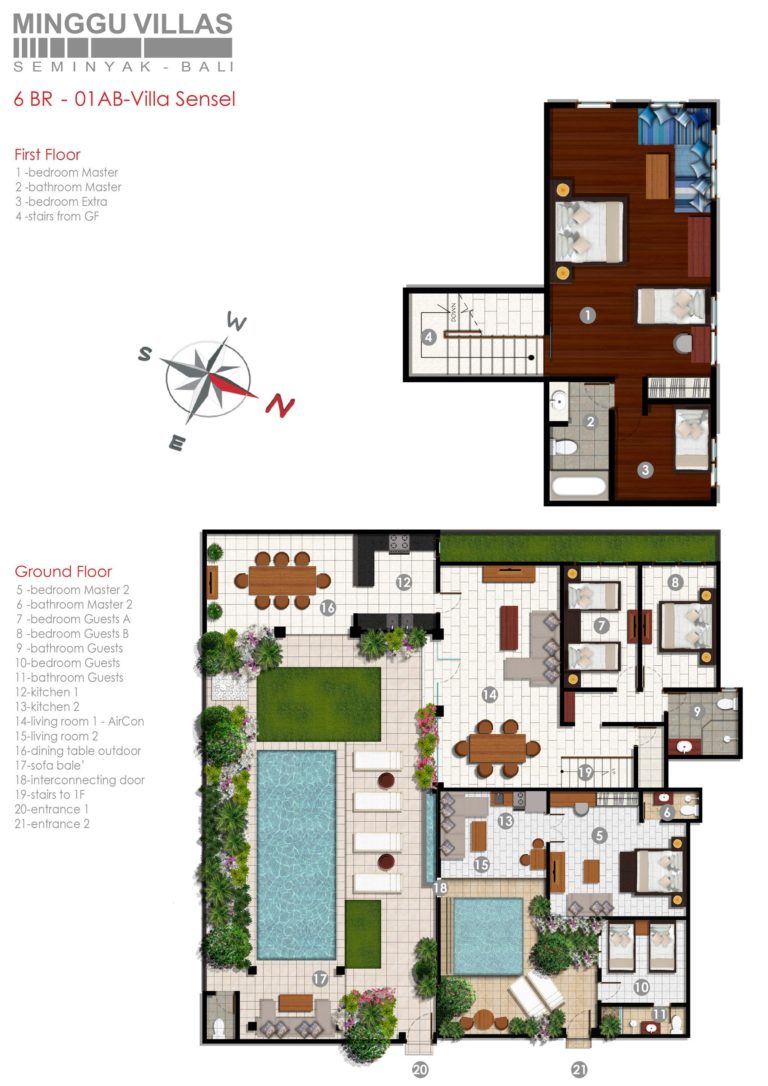 MINGGU VILLAS
SEMINYAK - BALI
6 BR - 01AB-Villa Sensel
First Floor
1 -bedroom Master
2 -bathroom Master
3 -bedroom Extra
4 -stairs from GF
W
S
N
E
DOWN
4
1
2
3
Ground Floor
5 -bedroom Master 2
6 -bathroom Master 2
7 -bedroom Guests A
8 -bedroom Guests B
9 -bathroom Guests
10-bedroom Guests
11-bathroom Guests
12-kitchen 1
13-kitchen 2
14-living room 1 - AirCon
15-living room 2
16-dining table outdoor
17-sofa bale'
18-interconnecting door
19-stairs to 1F
20-entrance 1
21-entrance 2
12
8
16
7
14
9
19
13
6
5
15
18
17
10
11
20
21